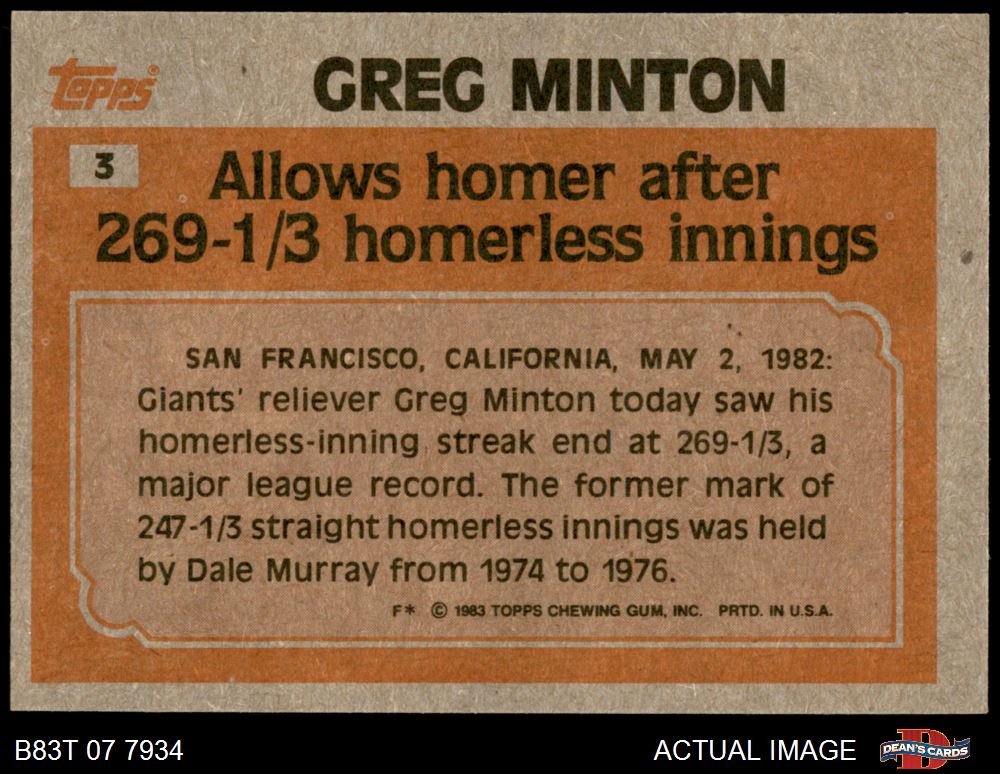 topps
GREG MINTON
3
Allows homer after
269-1/3 homerless innings
SAN FRANCISCO, CALIFORNIA, MAY 2, 1982:
Giants' reliever Greg Minton today saw his
homerless-inning streak end at 269-1/3, a
major league record. The former mark of
247-1/3 straight homerless innings was held
by Dale Murray from 1974 to 1976.
F* © 1983 TOPPS CHEWING GUM, INC. PRTD. IN U.S.A.
B83T 07 7934
ACTUAL IMAGE
DEAN'S CARDS